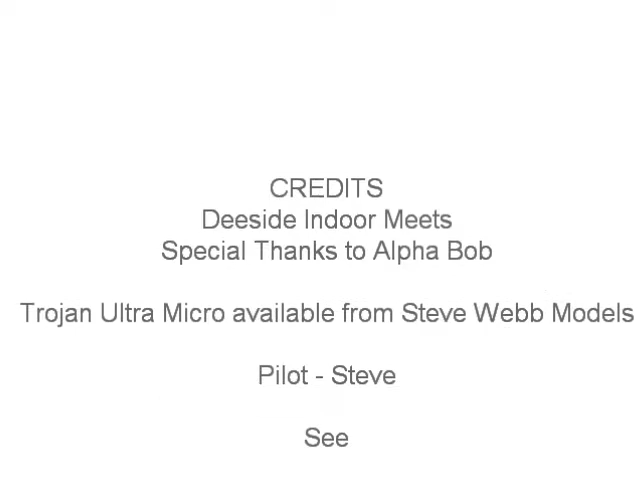 CREDITS
Deeside Indoor Meets
Special Thanks to Alpha Bob
Trojan Ultra Micro available from Steve Webb Models
Pilot - Steve
See